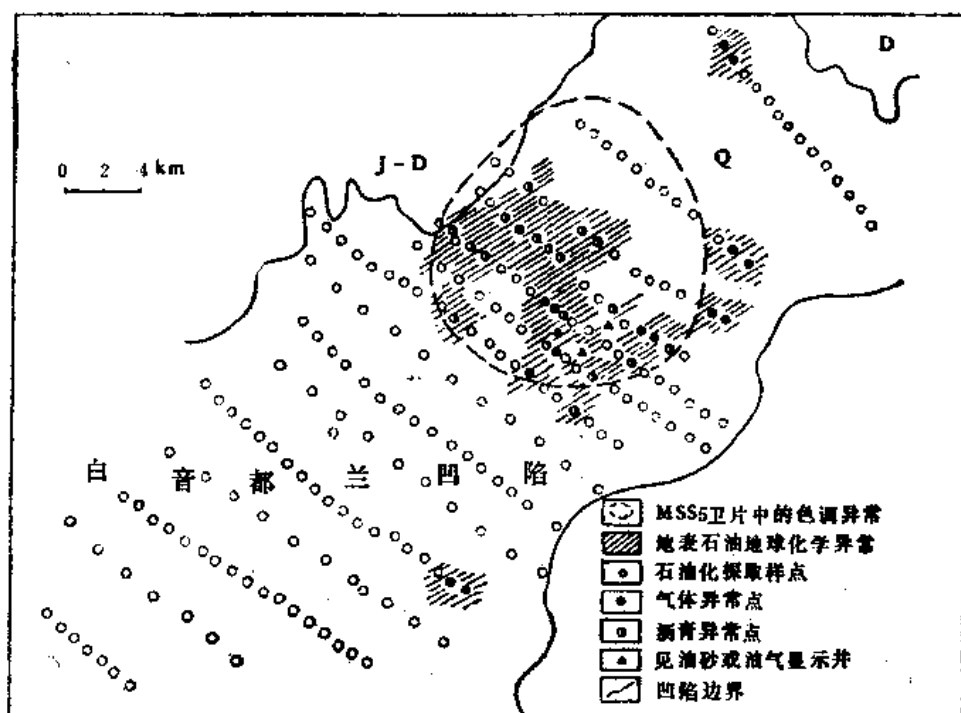 D
Q
J-D
0 2 4 km
白音都兰凹陷
MSS5卫片中的色调异常
地表石油地球化学异常
石油化探取样点
气体异常点
沥青异常点
见油砂或油气显示井
凹陷边界